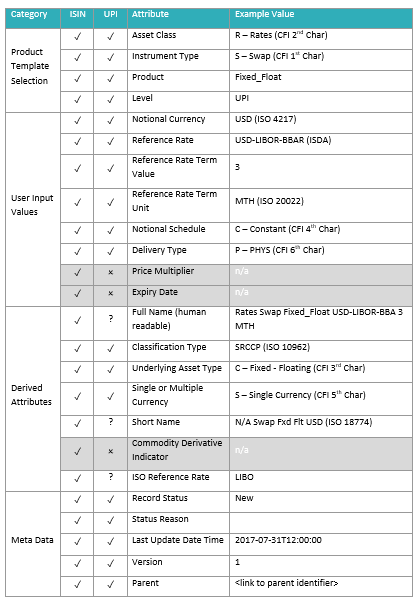 Category ISIN UPI Attribute Example Value
Product
Template
Selection
✓ ✓ Asset Class R – Rates (CFI 2nd Char)
✓ ✓ Instrument Type S – Swap (CFI 1st Char)
✓ ✓ Product Fixed_Float
✓ ✓ Level UPI
User Input
Values
✓ ✓ Notional Currency USD (ISO 4217)
✓ ✓ Reference Rate USD-LIBOR-BBAR (ISDA)
✓ ✓ Reference Rate Term
Value
3
✓ ✓ Reference Rate Term
Unit
MTH (ISO 20022)
✓ ✓ Notional Schedule C – Constant (CFI 4th Char)
✓ ✓ Delivery Type P – PHYS (CFI 6th Char)
✓ × Price Multiplier n/a
✓ × Expiry Date n/a
Derived
Attributes
✓ ? Full Name (human
readable)
Rates Swap Fixed_Float USD-LIBOR-BBA 3
MTH
✓ ✓ Classification Type SRCCP (ISO 10962)
✓ ✓ Underlying Asset Type C – Fixed - Floating (CFI 3rd Char)
✓ ✓ Single or Multiple
Currency
S – Single Currency (CFI 5th Char)
✓ ? Short Name N/A Swap Fxd Flt USD (ISO 18774)
✓ × Commodity Derivative
Indicator
n/a
✓ ? ISO Reference Rate LIBO
Meta Data
✓ ✓ Record Status New
✓ ✓ Status Reason
✓ ✓ Last Update Date Time 2017-07-31T12:00:00
✓ ✓ Version 1
✓ ✓ Parent <link to parent identifier>